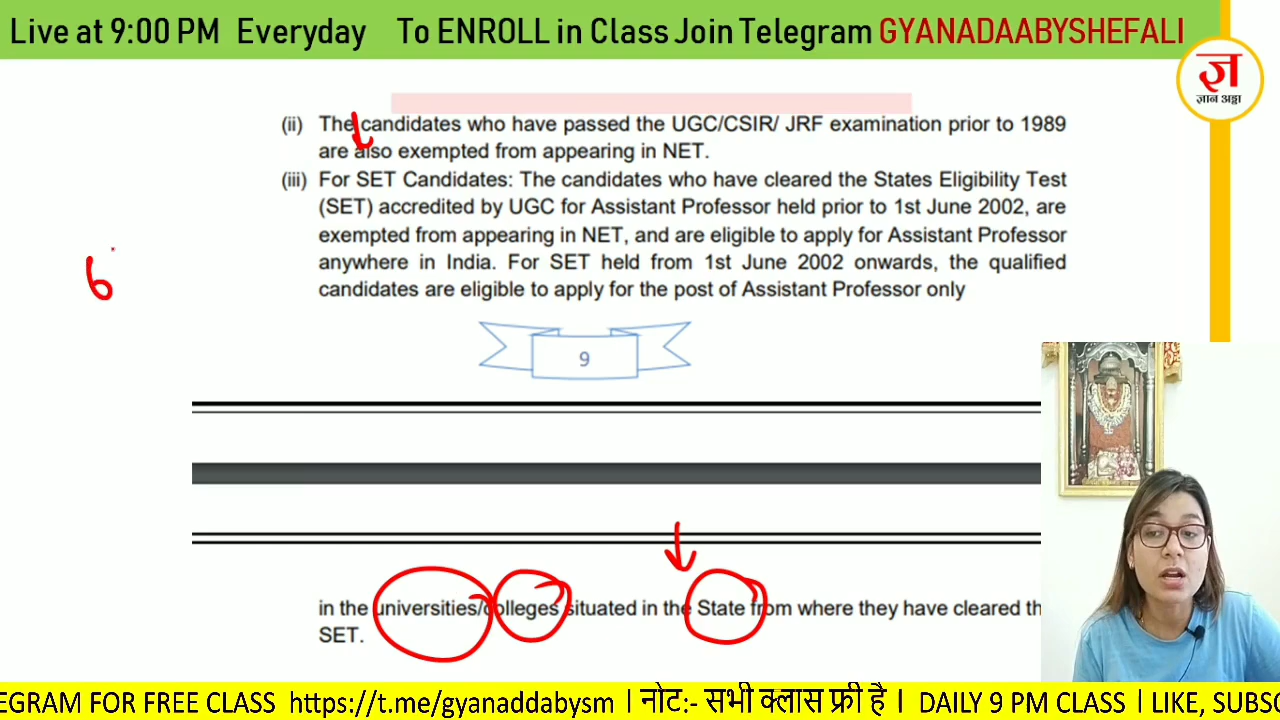 Live at 9:00 PM Everyday To ENROLL in Class Join Telegram GYANADAABYSHEFALI
ज्ञ
ज्ञान अड्डा
(ii) The candidates who have passed the UGC/CSIR/ JRF examination prior to 1989
are also exempted from appearing in NET.
(iii) For SET Candidates: The candidates who have cleared the States Eligibility Test
(SET) accredited by UGC for Assistant Professor held prior to 1st June 2002, are
exempted from appearing in NET, and are eligible to apply for Assistant Professor
anywhere in India. For SET held from 1st June 2002 onwards, the qualified
candidates are eligible to apply for the post of Assistant Professor only
6
9
in the universities/colleges situated in the State from where they have cleared th
SET.
EGRAM FOR FREE CLASS https://t.me/gyanaddabysm । नोट:- सभी क्लास फ्री है । DAILY 9 PM CLASS । LIKE, SUBSC